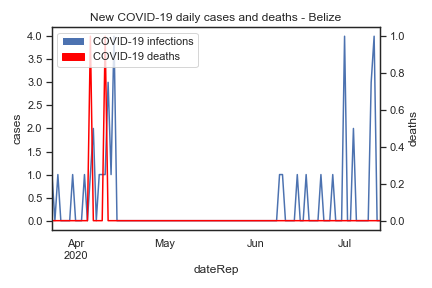 New COVID-19 daily cases and deaths - Belize
COVID-19 infections
COVID-19 deaths
4.0
3.5
3.0
2.5
2.0
1.5
1.0
0.5
0.0
cases
1.0
0.8
0.6
0.4
0.2
0.0
deaths
Apr
2020
May
Jun
Jul
dateRep